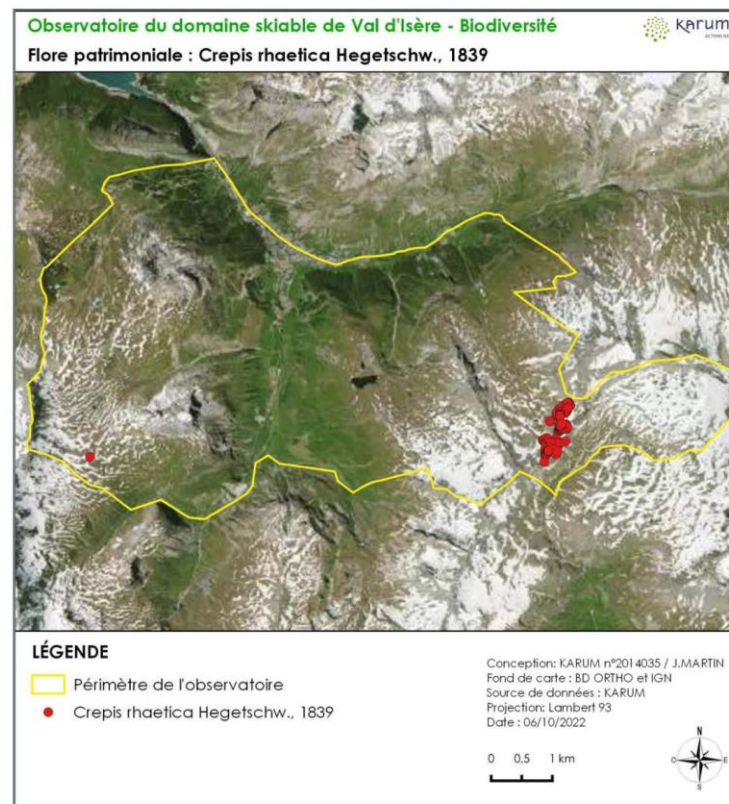 Observatoire du domaine skiable de Val d'Isère - Biodiversité
Karum
Flore patrimoniale : Crepis rhaetica Hegetschw., 1839
LÉGENDE
Périmètre de l'observatoire
Crepis rhaetica Hegetschw., 1839
Conception: KARUM n°2014035 / J.MARTIN
Fond de carte : BD ORTHO et IGN
Source de données : KARUM
Projection: Lambert 93
Date : 06/10/2022
0 0,5 1 km
N
O E
S